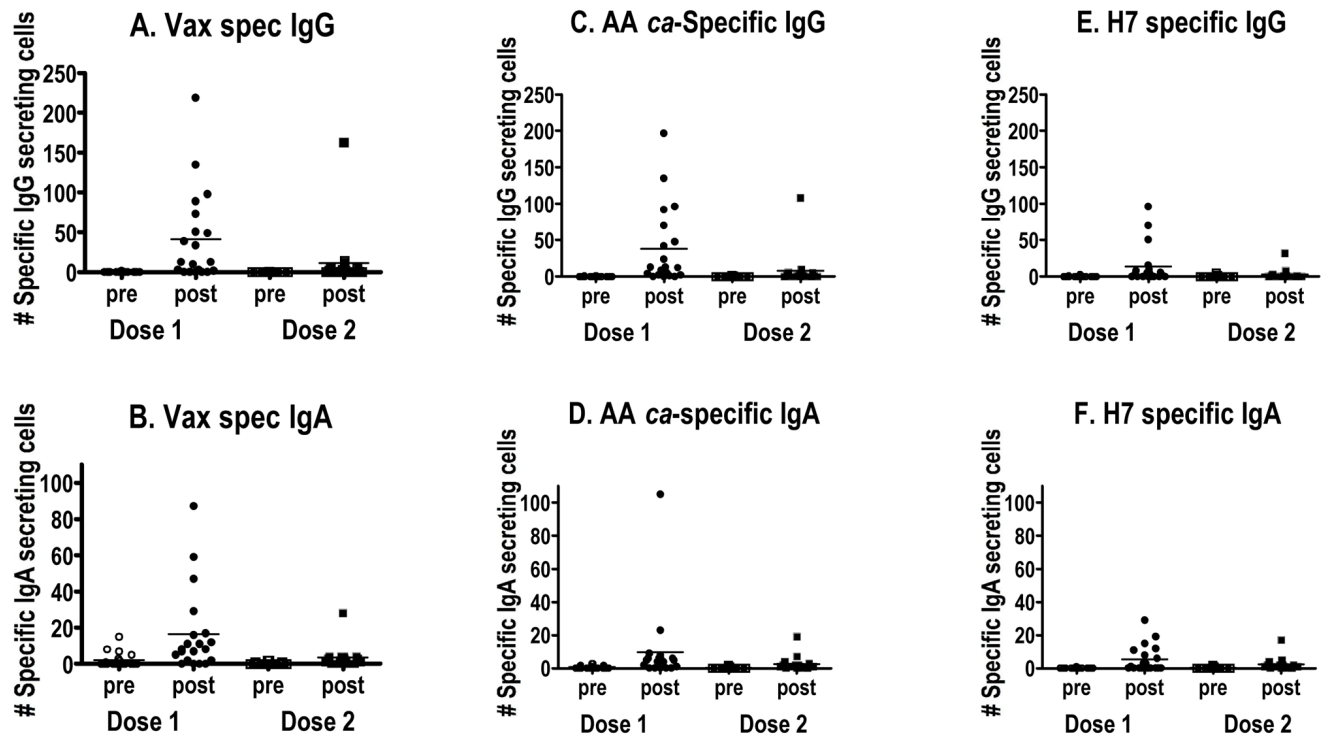 A. Vax spec IgG
# Specific IgG secreting cells
250
200
150
100
50
0
pre post pre post
Dose 1 Dose 2
C. AA ca-Specific IgG
# Specific IgG secreting cells
250
200
150
100
50
0
pre post pre post
Dose 1 Dose 2
E. H7 specific IgG
# Specific IgG secreting cells
250
200
150
100
50
0
pre post pre post
Dose 1 Dose 2
B. Vax spec IgA
# Specific IgA secreting cells
100
80
60
40
20
0
pre post pre post
Dose 1 Dose 2
D. AA ca-specific IgA
# Specific IgA secreting cells
100
80
60
40
20
0
pre post pre post
Dose 1 Dose 2
F. H7 specific IgA
# Specific IgA secreting cells
100
80
60
40
20
0
pre post pre post
Dose 1 Dose 2